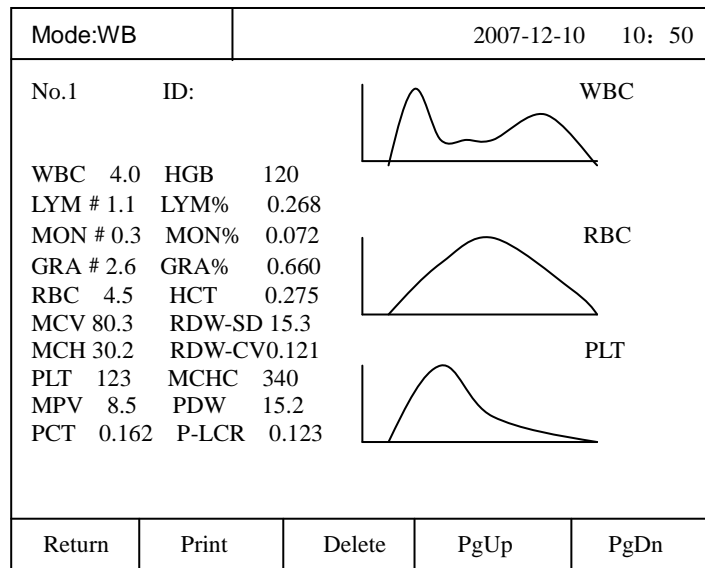 Mode:WB 2007-12-10 10：50
No.1 ID: WBC
WBC 4.0 HGB 120
LYM # 1.1 LYM% 0.268
MON # 0.3 MON% 0.072 RBC
GRA # 2.6 GRA% 0.660
RBC 4.5 HCT 0.275
MCV 80.3 RDW-SD 15.3
MCH 30.2 RDW-CV0.121 PLT
PLT 123 MCHC 340
MPV 8.5 PDW 15.2
PCT 0.162 P-LCR 0.123
Return Print Delete PgUp PgDn